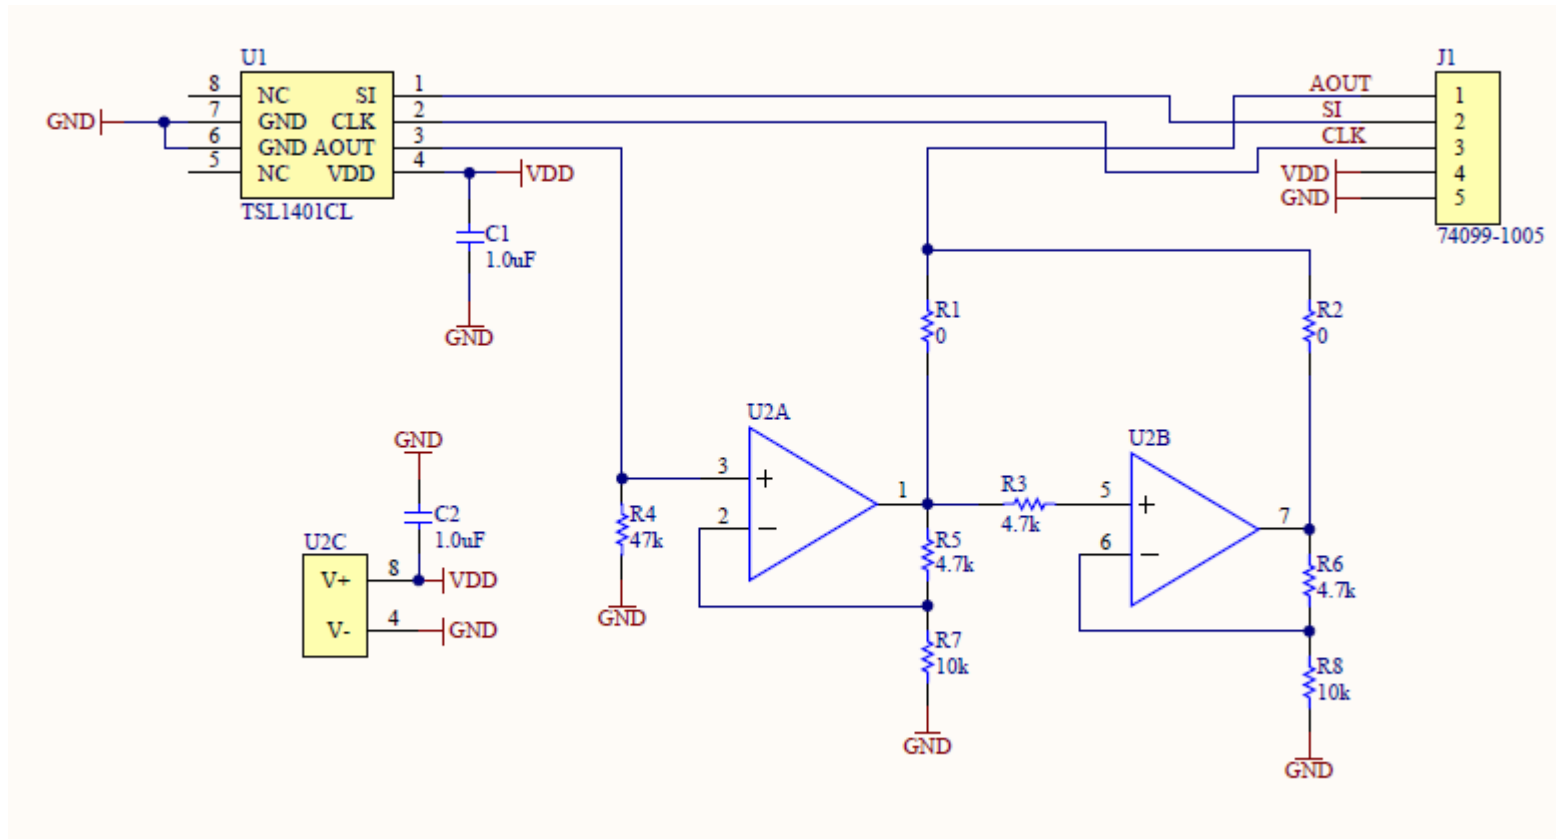 U1
8 NC SI 1
GND 7 GND CLK 2
6 GND AOUT 3
5 NC VDD 4 VDD
TSL1401CL
C1
1.0uF
GND
J1
AOUT 1
SI 2
CLK 3
VDD 4
GND 5
74099-1005
R1
0
R2
0
GND
C2
1.0uF
U2C
V+ 8 VDD
V- 4 GND
R4
47k
GND
U2A
3 +
2 −
1
R5
4.7k
R7
10k
GND
R3
4.7k
U2B
5 +
6 −
7
R6
4.7k
R8
10k
GND